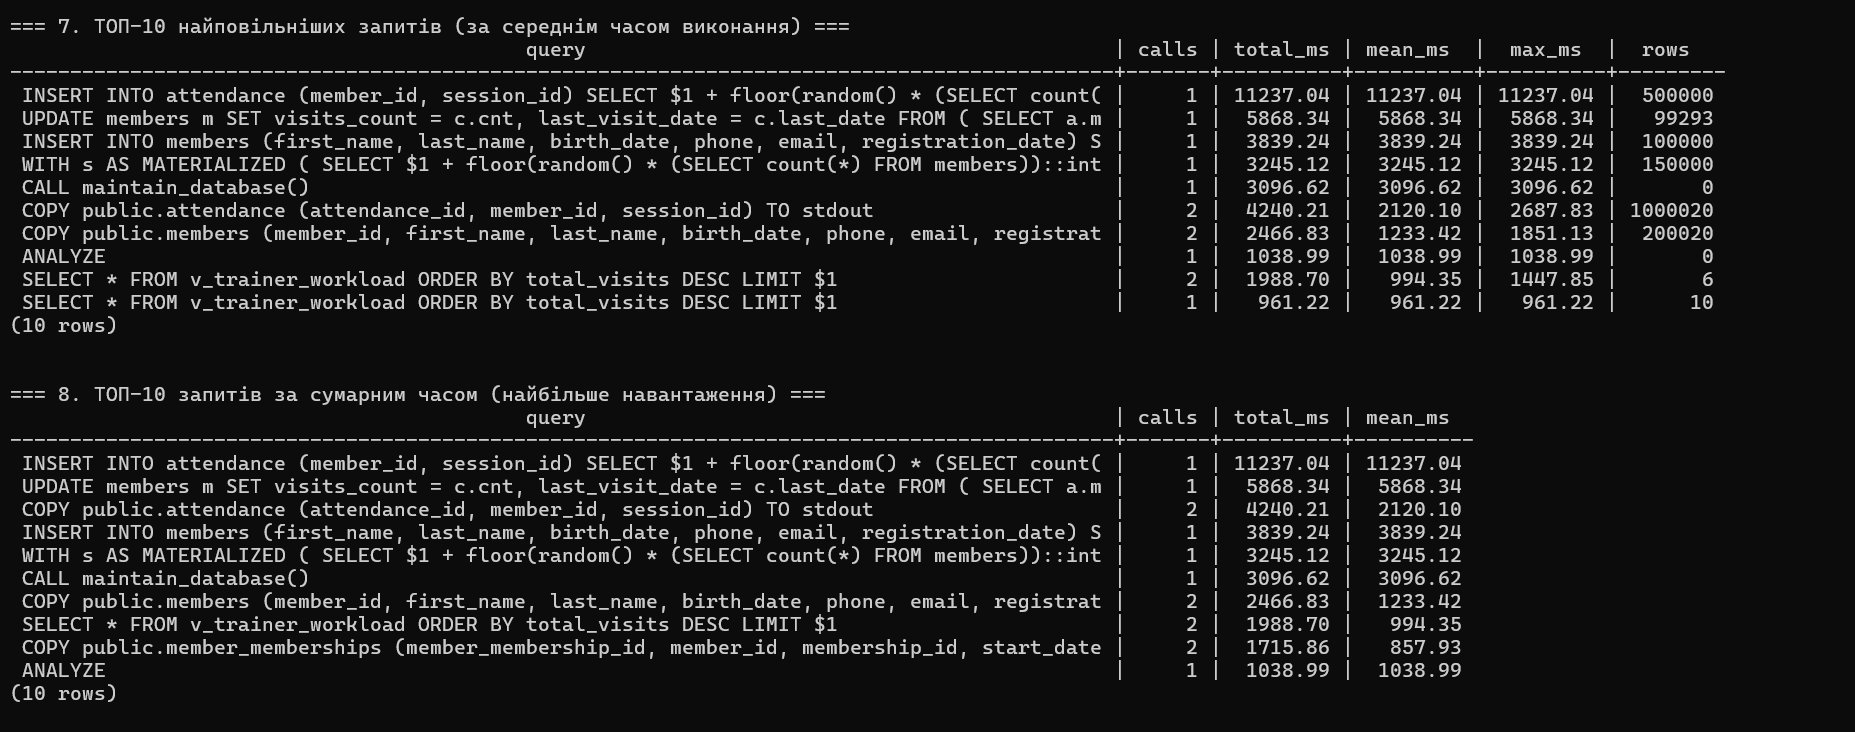 === 7. ТОП-10 найповільніших запитів (за середнім часом виконання) ===
query | calls | total_ms | mean_ms | max_ms | rows
--------------------------------------------------------------------------------------------+-------+----------+----------+----------+---------
INSERT INTO attendance (member_id, session_id) SELECT $1 + floor(random() * (SELECT count( | 1 | 11237.04 | 11237.04 | 11237.04 | 500000
UPDATE members m SET visits_count = c.cnt, last_visit_date = c.last_date FROM ( SELECT a.m | 1 | 5868.34 | 5868.34 | 5868.34 | 99293
INSERT INTO members (first_name, last_name, birth_date, phone, email, registration_date) S | 1 | 3839.24 | 3839.24 | 3839.24 | 100000
WITH s AS MATERIALIZED ( SELECT $1 + floor(random() * (SELECT count(*) FROM members))::int | 1 | 3245.12 | 3245.12 | 3245.12 | 150000
CALL maintain_database() | 1 | 3096.62 | 3096.62 | 3096.62 | 0
COPY public.attendance (attendance_id, member_id, session_id) TO stdout | 2 | 4240.21 | 2120.10 | 2687.83 | 1000020
COPY public.members (member_id, first_name, last_name, birth_date, phone, email, registrat | 2 | 2466.83 | 1233.42 | 1851.13 | 200020
ANALYZE | 1 | 1038.99 | 1038.99 | 1038.99 | 0
SELECT * FROM v_trainer_workload ORDER BY total_visits DESC LIMIT $1 | 2 | 1988.70 | 994.35 | 1447.85 | 6
SELECT * FROM v_trainer_workload ORDER BY total_visits DESC LIMIT $1 | 1 | 961.22 | 961.22 | 961.22 | 10
(10 rows)
=== 8. ТОП-10 запитів за сумарним часом (найбільше навантаження) ===
query | calls | total_ms | mean_ms
--------------------------------------------------------------------------------------------+-------+----------+----------
INSERT INTO attendance (member_id, session_id) SELECT $1 + floor(random() * (SELECT count( | 1 | 11237.04 | 11237.04
UPDATE members m SET visits_count = c.cnt, last_visit_date = c.last_date FROM ( SELECT a.m | 1 | 5868.34 | 5868.34
COPY public.attendance (attendance_id, member_id, session_id) TO stdout | 2 | 4240.21 | 2120.10
INSERT INTO members (first_name, last_name, birth_date, phone, email, registration_date) S | 1 | 3839.24 | 3839.24
WITH s AS MATERIALIZED ( SELECT $1 + floor(random() * (SELECT count(*) FROM members))::int | 1 | 3245.12 | 3245.12
CALL maintain_database() | 1 | 3096.62 | 3096.62
COPY public.members (member_id, first_name, last_name, birth_date, phone, email, registrat | 2 | 2466.83 | 1233.42
SELECT * FROM v_trainer_workload ORDER BY total_visits DESC LIMIT $1 | 2 | 1988.70 | 994.35
COPY public.member_memberships (member_membership_id, member_id, membership_id, start_date | 2 | 1715.86 | 857.93
ANALYZE | 1 | 1038.99 | 1038.99
(10 rows)